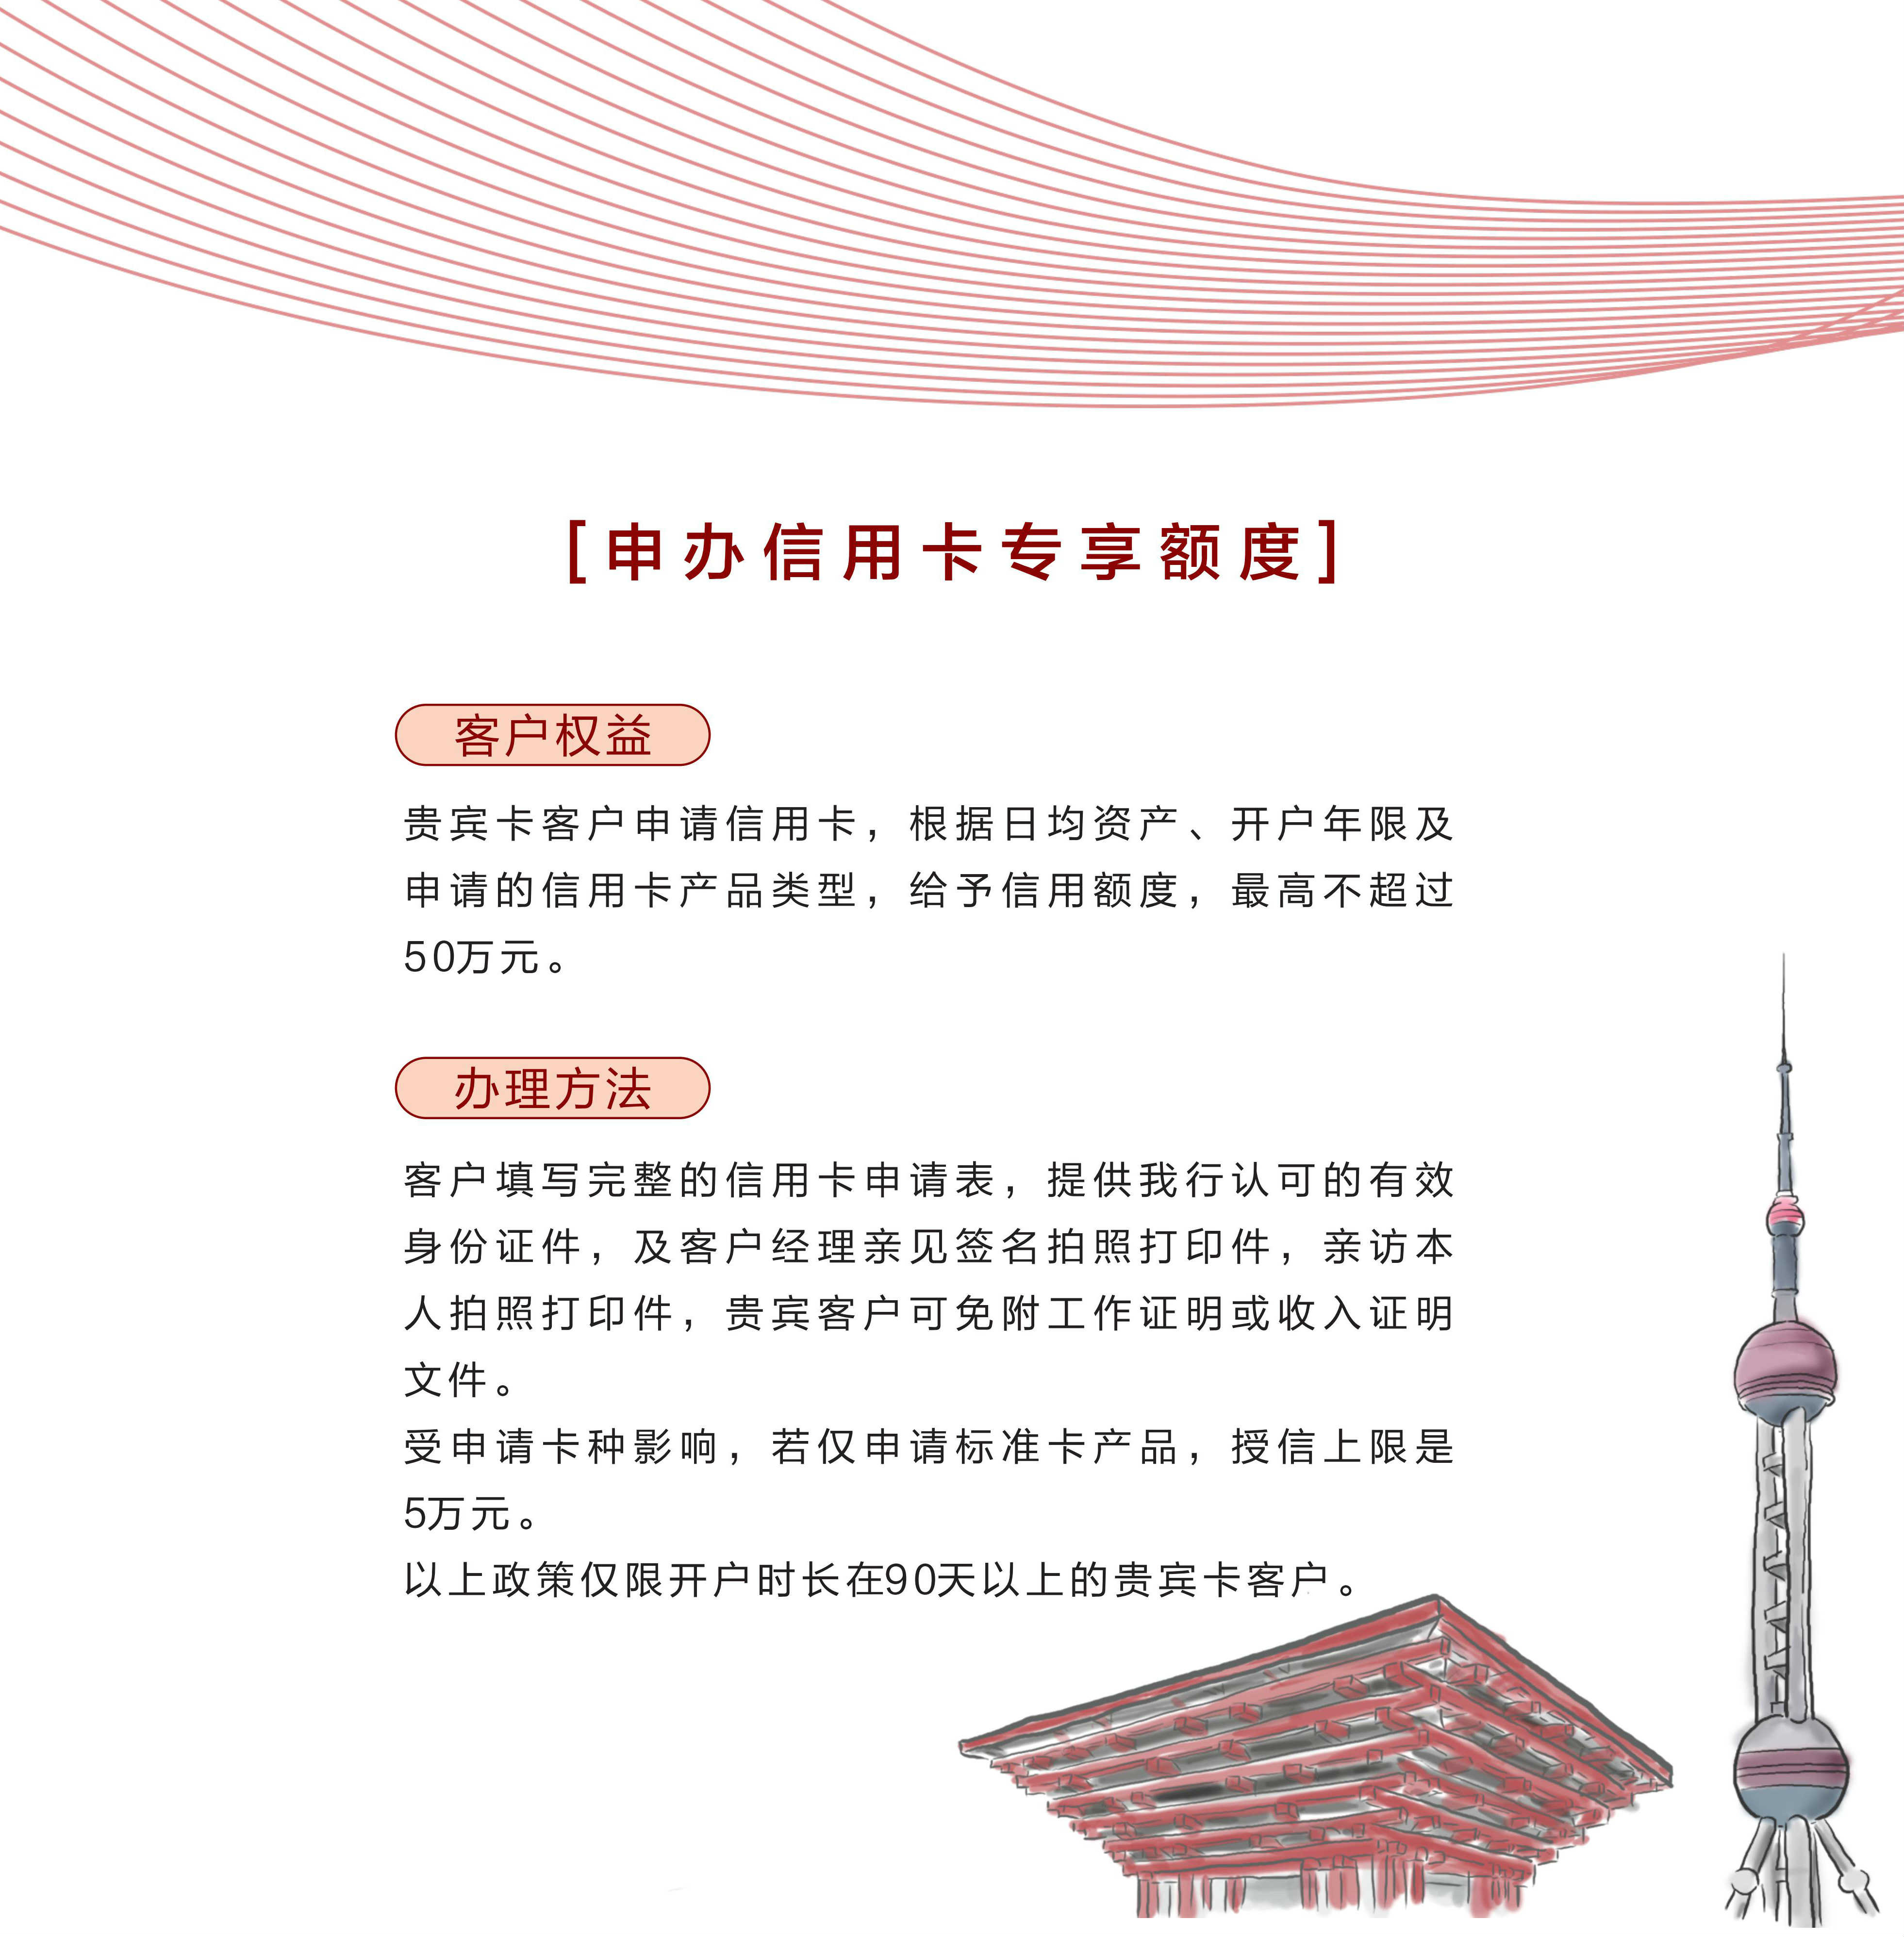 [申办信用卡专享额度]
客户权益
贵宾卡客户申请信用卡，根据日均资产、开户年限及
申请的信用卡产品类型，给予信用额度，最高不超过
50万元。
办理方法
客户填写完整的信用卡申请表，提供我行认可的有效
身份证件，及客户经理亲见签名拍照打印件，亲访本
人拍照打印件，贵宾客户可免附工作证明或收入证明
文件。
受申请卡种影响，若仅申请标准卡产品，授信上限是
5万元。
以上政策仅限开户时长在90天以上的贵宾卡客户。